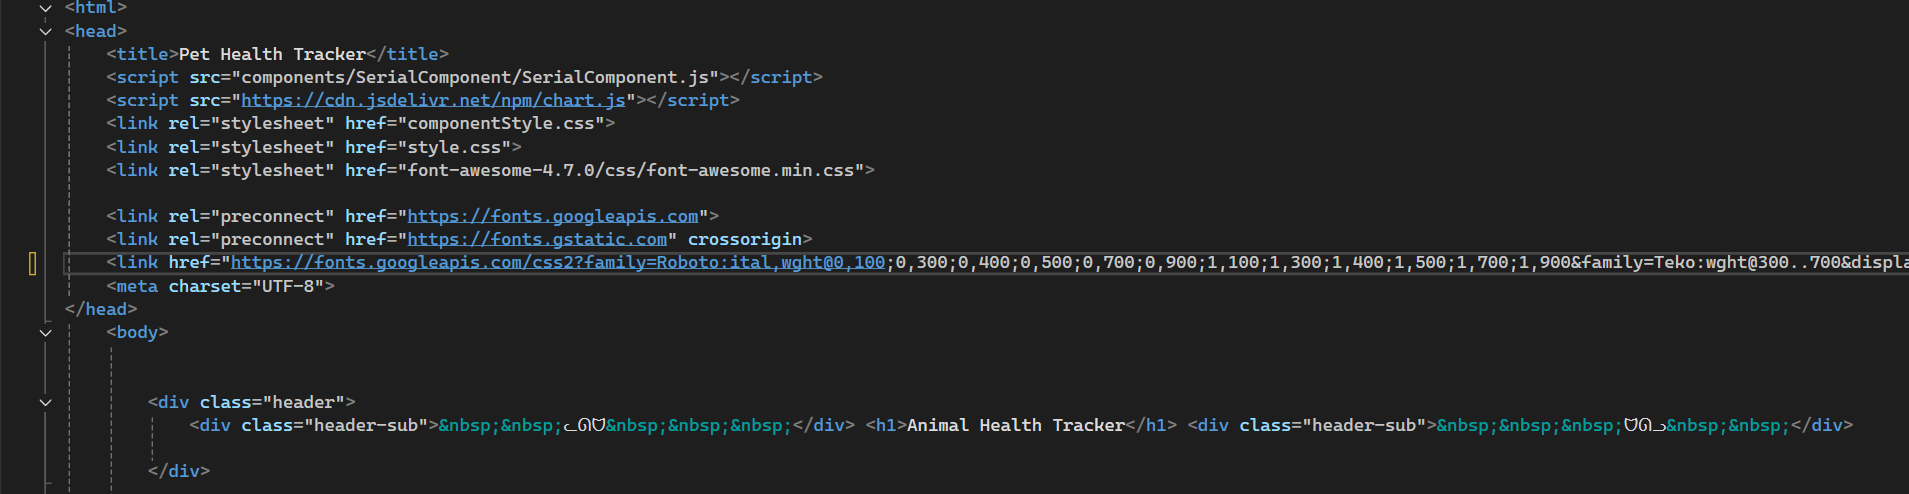 <html>
<head>
<title>Pet Health Tracker</title>
<script src="components/SerialComponent/SerialComponent.js"></script>
<script src="https://cdn.jsdelivr.net/npm/chart.js"></script>
<link rel="stylesheet" href="componentStyle.css">
<link rel="stylesheet" href="style.css">
<link rel="stylesheet" href="font-awesome-4.7.0/css/font-awesome.min.css">
<link rel="preconnect" href="https://fonts.googleapis.com">
<link rel="preconnect" href="https://fonts.gstatic.com" crossorigin>
<link href="https://fonts.googleapis.com/css2?family=Roboto:ital,wght@0,100;0,300;0,400;0,500;0,700;0,900;1,100;1,300;1,400;1,500;1,700;1,900&family=Teko:wght@300..700&displa
<meta charset="UTF-8">
</head>
<body>
<div class="header">
<div class="header-sub">&nbsp;&nbsp;&nbsp;&nbsp;&nbsp;</div> <h1>Animal Health Tracker</h1> <div class="header-sub">&nbsp;&nbsp;&nbsp;&nbsp;&nbsp;</div>
</div>